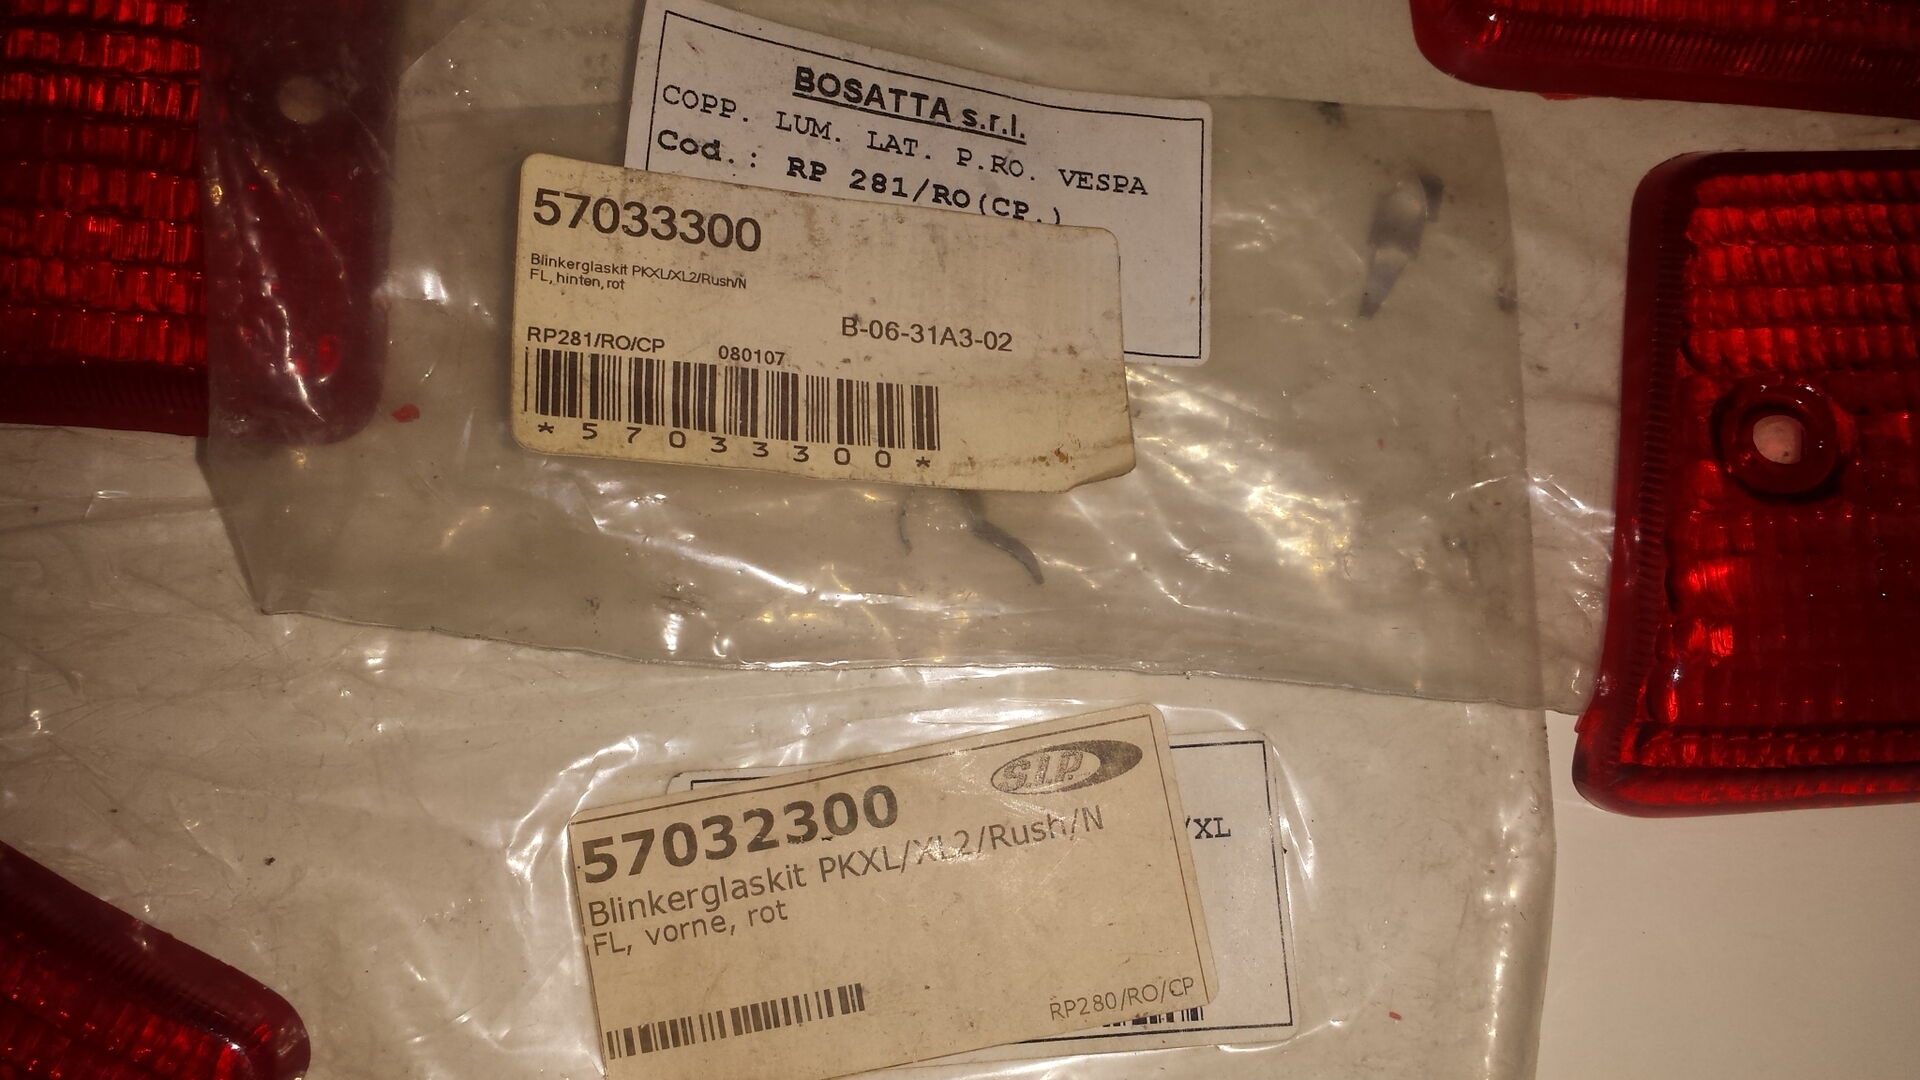 BOSATTA s.r.l.
COPP. LUM. LAT. P.RO. VESPA
Cod.: RP 281/RO(CP.)
57033300
Blinkerglaskit PKXL/XL2/Rush/N
FL, hinten, rot
B-06-31A3-02
RP281/RO/CP 080107
*57033300*
S.I.P.
57032300
Blinkerglaskit PKXL/XL2/Rush/N
FL, vorne, rot
/XL
RP280/RO/CP